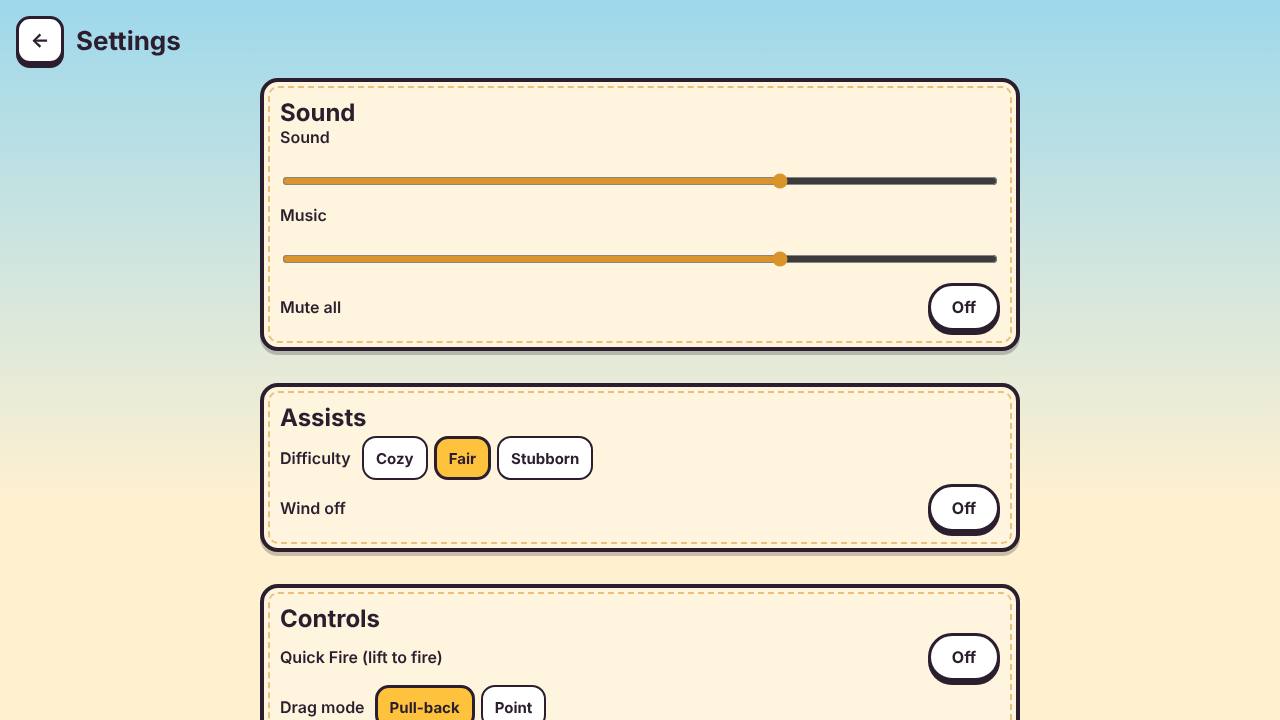 Settings
Sound
Sound
Music
Mute all Off
Assists
Difficulty Cozy Fair Stubborn
Wind off Off
Controls
Quick Fire (lift to fire) Off
Drag mode Pull-back Point